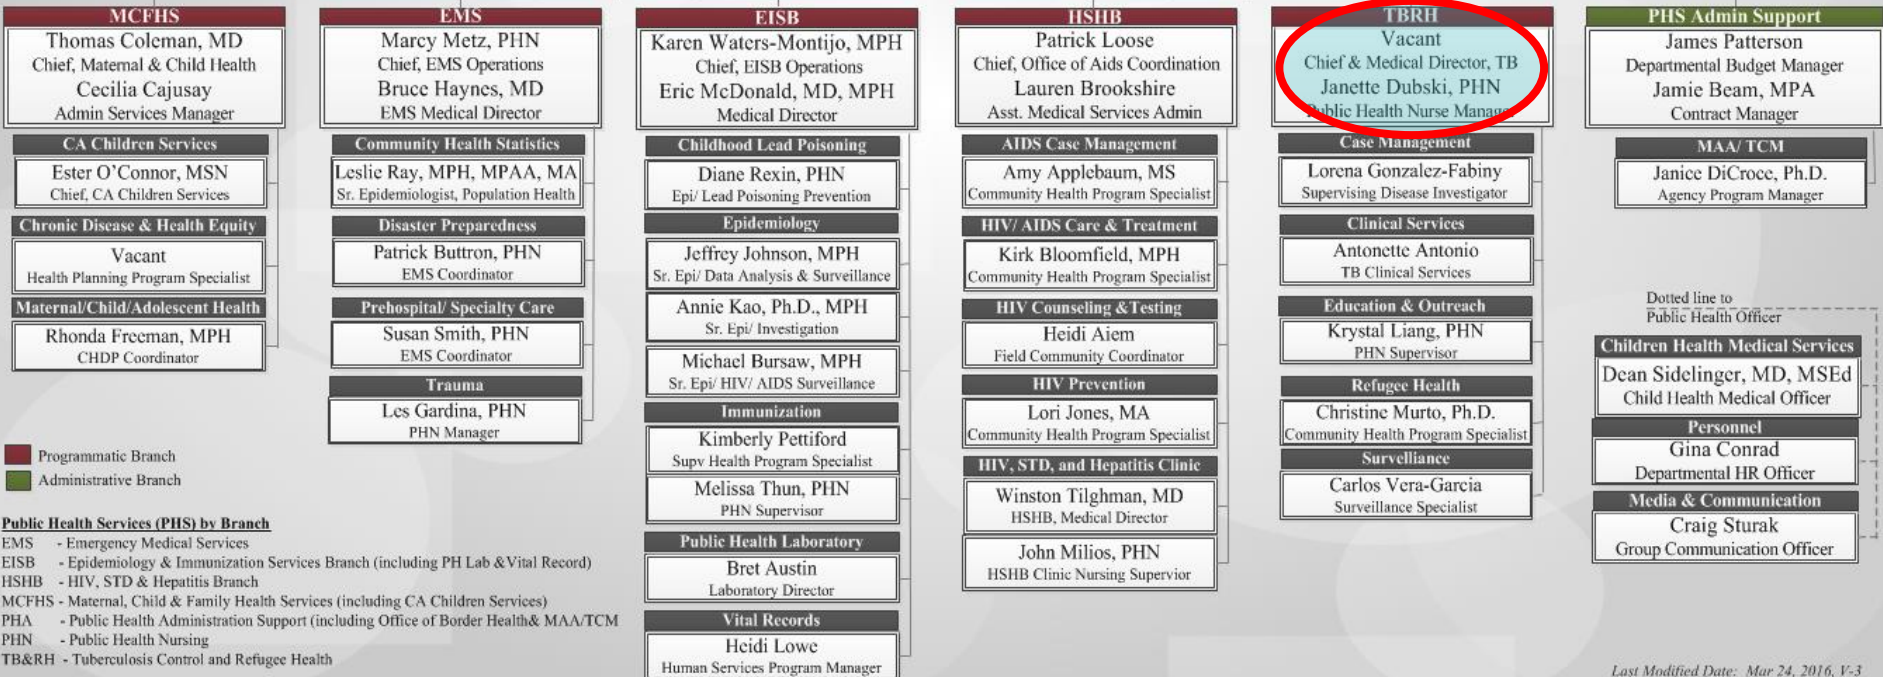 MCFHS
Thomas Coleman, MD
Chief, Maternal & Child Health
Cecilia Cajusay
Admin Services Manager
CA Children Services
Ester O'Connor, MSN
Chief, CA Children Services
Chronic Disease & Health Equity
Vacant
Health Planning Program Specialist
Maternal/Child/Adolescent Health
Rhonda Freeman, MPH
CHDP Coordinator
EMS
Marcy Metz, PHN
Chief, EMS Operations
Bruce Haynes, MD
EMS Medical Director
Community Health Statistics
Leslie Ray, MPH, MPAA, MA
Sr. Epidemiologist, Population Health
Disaster Preparedness
Patrick Buttron, PHN
EMS Coordinator
Prehospital/ Specialty Care
Susan Smith, PHN
EMS Coordinator
Trauma
Les Gardina, PHN
PHN Manager
EISB
Karen Waters-Montijo, MPH
Chief, EISB Operations
Eric McDonald, MD, MPH
Medical Director
Childhood Lead Poisoning
Diane Rexin, PHN
Epi/ Lead Poisoning Prevention
Epidemiology
Jeffrey Johnson, MPH
Sr. Epi/ Data Analysis & Surveillance
Annie Kao, Ph.D., MPH
Sr. Epi/ Investigation
Michael Bursaw, MPH
Sr. Epi/ HIV/ AIDS Surveillance
Immunization
Kimberly Pettiford
Supv Health Program Specialist
Melissa Thun, PHN
PHN Supervisor
Public Health Laboratory
Bret Austin
Laboratory Director
Vital Records
Heidi Lowe
Human Services Program Manager
HSHB
Patrick Loose
Chief, Office of Aids Coordination
Lauren Brookshire
Asst. Medical Services Admin
AIDS Case Management
Amy Applebaum, MS
Community Health Program Specialist
HIV/ AIDS Care & Treatment
Kirk Bloomfield, MPH
Community Health Program Specialist
HIV Counseling &Testing
Heidi Aiem
Field Community Coordinator
HIV Prevention
Lori Jones, MA
Community Health Program Specialist
HIV, STD, and Hepatitis Clinic
Winston Tilghman, MD
HSHB, Medical Director
John Milios, PHN
HSHB Clinic Nursing Supervior
TBRH
Vacant
Chief & Medical Director, TB
Janette Dubski, PHN
Public Health Nurse Manager
Case Management
Lorena Gonzalez-Fabiny
Supervising Disease Investigator
Clinical Services
Antonette Antonio
TB Clinical Services
Education & Outreach
Krystal Liang, PHN
PHN Supervisor
Refugee Health
Christine Murto, Ph.D.
Community Health Program Specialist
Survelliance
Carlos Vera-Garcia
Surveillance Specialist
PHS Admin Support
James Patterson
Departmental Budget Manager
Jamie Beam, MPA
Contract Manager
MAA/ TCM
Janice DiCroce, Ph.D.
Agency Program Manager
Dotted line to
Public Health Officer
Children Health Medical Services
Dean Sidelinger, MD, MSEd
Child Health Medical Officer
Personnel
Gina Conrad
Departmental HR Officer
Media & Communication
Craig Sturak
Group Communication Officer
Programmatic Branch
Administrative Branch
Public Health Services (PHS) by Branch
EMS - Emergency Medical Services
EISB - Epidemiology & Immunization Services Branch (including PH Lab &Vital Record)
HSHB - HIV, STD & Hepatitis Branch
MCFHS - Maternal, Child & Family Health Services (including CA Children Services)
PHA - Public Health Administration Support (including Office of Border Health& MAA/TCM
PHN - Public Health Nursing
TB&RH - Tuberculosis Control and Refugee Health
Last Modified Date: Mar 24, 2016, V-3